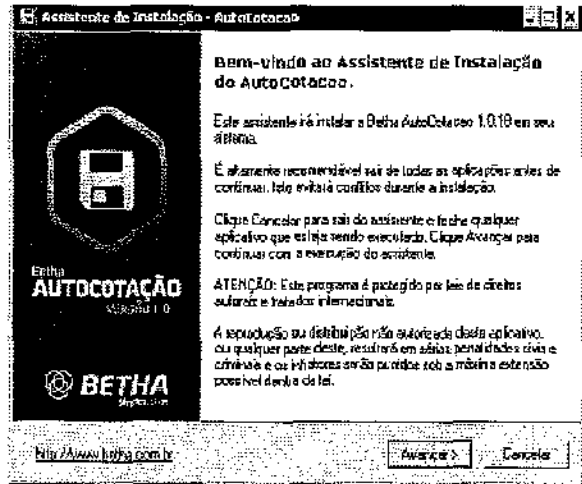 Assistente de Instalação - AutoCotacao
Bem-vindo ao Assistente de Instalação
do AutoCotacao.
Este assistente irá instalar a Betha AutoCotacao 1.0.18 em seu
sistema.
É altamente recomendável sair de todas as aplicações antes de
continuar. Isto evitará conflitos durante a instalação.
Clique Cancelar para sair do assistente e feche qualquer
aplicativo que esteja sendo executado. Clique Avançar para
continuar com a execução do assistente.
ATENÇÃO: Este programa é protegido por leis de direitos
autorais e tratados internacionais.
A reprodução ou distribuição não autorizada deste aplicativo,
ou qualquer parte deste, resultará em sérias penalidades civis e
criminais e os infratores serão punidos sob a máxima extensão
possível dentro da lei.
Betha
AUTOCOTAÇÃO
Versão 1.0
BETHA
http://www.betha.com.br
Avançar >
Cancelar